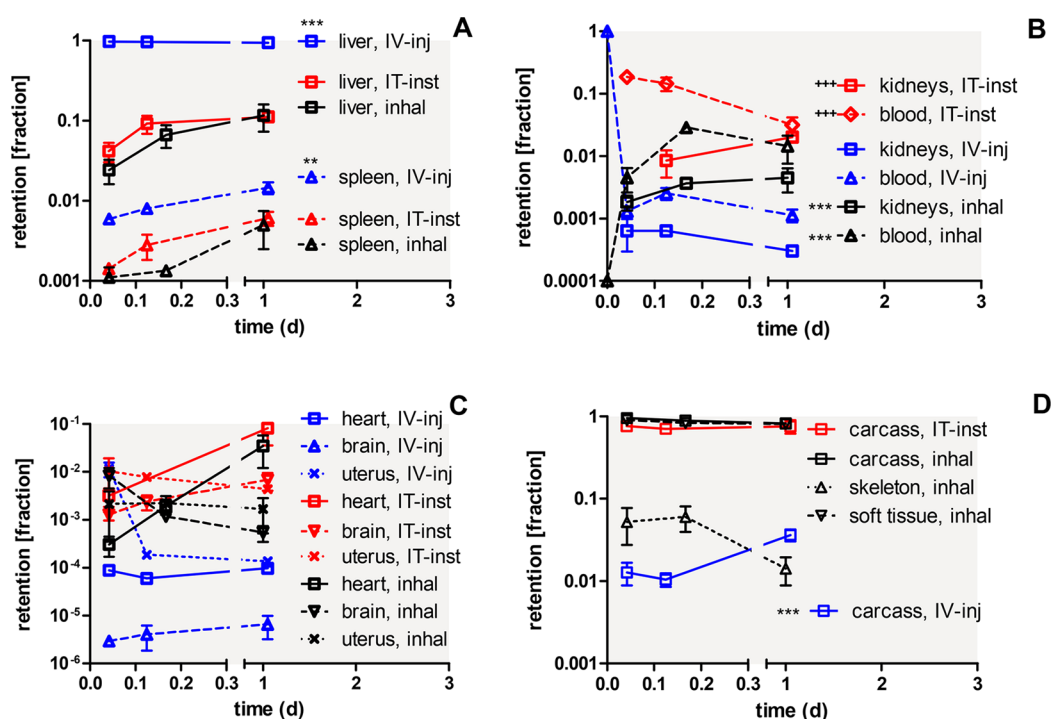 A
***
1
liver, IV-inj
liver, IT-inst
0.1
liver, inhal
**
spleen, IV-inj
0.01
spleen, IT-inst
spleen, inhal
0.001
0.0 0.1 0.2 0.3 1 2 3
time (d)
retention [fraction]
B
1
+++ kidneys, IT-inst
0.1
+++ blood, IT-inst
kidneys, IV-inj
0.01
blood, IV-inj
*** kidneys, inhal
0.001
*** blood, inhal
0.0001
0.0 0.1 0.2 0.3 1 2 3
time (d)
retention [fraction]
C
10-1
heart, IV-inj
brain, IV-inj
10-2
uterus, IV-inj
heart, IT-inst
10-3
brain, IT-inst
uterus, IT-inst
10-4
heart, inhal
brain, inhal
10-5
uterus, inhal
10-6
0.0 0.1 0.2 0.3 1 2 3
time (d)
retention [fraction]
D
1
carcass, IT-inst
carcass, inhal
skeleton, inhal
0.1
soft tissue, inhal
0.01
*** carcass, IV-inj
0.001
0.0 0.1 0.2 0.3 1 2 3
time (d)
retention [fraction]